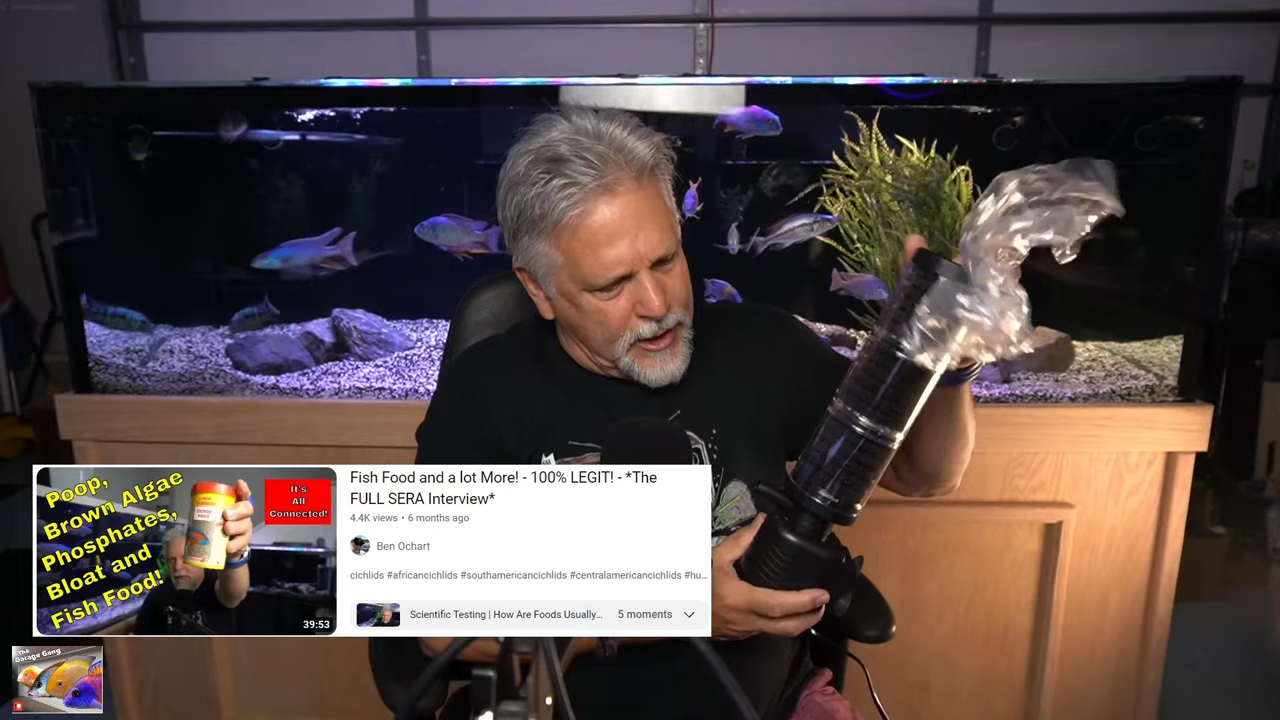 Poop,
Brown Algae
Phosphates,
Bloat and
Fish Food!
It's
All
Connected!
39:53
Fish Food and a lot More! - 100% LEGIT! - *The
FULL SERA Interview*
4.4K views • 6 months ago
Ben Ochart
cichlids #africancichlids #southamericancichlids #centralamericancichlids #hu...
Scientific Testing | How Are Foods Usually...
5 moments
The
Garage Gang